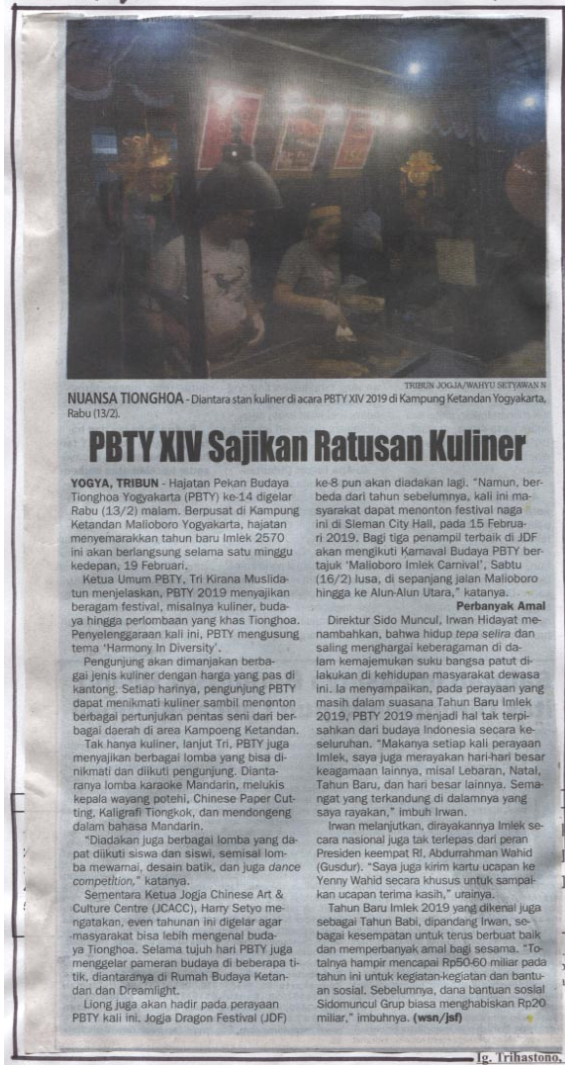 TRIBUN JOGJA/WAHYU SETYAWAN N
NUANSA TIONGHOA - Diantara stan kuliner di acara PBTY XIV 2019 di Kampung Ketandan Yogyakarta,
Rabu (13/2).
PBTY XIV Sajikan Ratusan Kuliner
YOGYA, TRIBUN - Hajatan Pekan Budaya
Tionghoa Yogyakarta (PBTY) ke-14 digelar
Rabu (13/2) malam. Berpusat di Kampung
Ketandan Malioboro Yogyakarta, hajatan
menyemarakkan tahun baru Imlek 2570
ini akan berlangsung selama satu minggu
kedepan, 19 Februari.
Ketua Umum PBTY, Tri Kirana Muslida-
tun menjelaskan, PBTY 2019 menyajikan
beragam festival, misalnya kuliner, buda-
ya hingga perlombaan yang khas Tionghoa.
Penyelenggaraan kali ini, PBTY mengusung
tema 'Harmony In Diversity'.
Pengunjung akan dimanjakan berba-
gai jenis kuliner dengan harga yang pas di
kantong. Setiap harinya, pengunjung PBTY
dapat menikmati kuliner sambil menonton
berbagai pertunjukan pentas seni dari ber-
bagai daerah di area Kampoeng Ketandan.
Tak hanya kuliner, lanjut Tri, PBTY juga
menyajikan berbagai lomba yang bisa di-
nikmati dan diikuti pengunjung. Dianta-
ranya lomba karaoke Mandarin, melukis
kepala wayang potehi, Chinese Paper Cut-
ting, Kaligrafi Tiongkok, dan mendongeng
dalam bahasa Mandarin.
"Diadakan juga berbagai lomba yang da-
pat diikuti siswa dan siswi, semisal lom-
ba mewarnai, desain batik, dan juga dance
competition," katanya.
Sementara Ketua Jogja Chinese Art &
Culture Centre (JCACC), Harry Setyo me-
ngatakan, even tahunan ini digelar agar
masyarakat bisa lebih mengenal buda-
ya Tionghoa. Selama tujuh hari PBTY juga
menggelar pameran budaya di beberapa ti-
tik, diantaranya di Rumah Budaya Ketan-
dan dan Dreamlight.
Liong juga akan hadir pada perayaan
PBTY kali ini. Jogja Dragon Festival (JDF)
ke-8 pun akan diadakan lagi. "Namun, ber-
beda dari tahun sebelumnya, kali ini ma-
syarakat dapat menonton festival naga
ini di Sleman City Hall, pada 15 Februa-
ri 2019. Bagi tiga penampil terbaik di JDF
akan mengikuti Karnaval Budaya PBTY ber-
tajuk 'Malioboro Imlek Carnival', Sabtu
(16/2) lusa, di sepanjang jalan Malioboro
hingga ke Alun-Alun Utara," katanya.
Perbanyak Amal
Direktur Sido Muncul, Irwan Hidayat me-
nambahkan, bahwa hidup tepa selira dan
saling menghargai keberagaman di da-
lam kemajemukan suku bangsa patut di-
lakukan di kehidupan masyarakat dewasa
ini. Ia menyampaikan, pada perayaan yang
masih dalam suasana Tahun Baru Imlek
2019, PBTY 2019 menjadi hal tak terpi-
sahkan dari budaya Indonesia secara ke-
seluruhan. "Makanya setiap kali perayaan
Imlek, saya juga merayakan hari-hari besar
keagamaan lainnya, misal Lebaran, Natal,
Tahun Baru, dan hari besar lainnya. Sema-
ngat yang terkandung di dalamnya yang
saya rayakan," imbuh Irwan.
Irwan melanjutkan, dirayakannya Imlek se-
cara nasional juga tak terlepas dari peran
Presiden keempat RI, Abdurrahman Wahid
(Gusdur). "Saya juga kirim kartu ucapan ke
Yenny Wahid secara khusus untuk sampai-
kan ucapan terima kasih," urainya.
Tahun Baru Imlek 2019 yang dikenal juga
sebagai Tahun Babi, dipandang Irwan, se-
bagai kesempatan untuk terus berbuat baik
dan memperbanyak amal bagi sesama. "To-
talnya hampir mencapai Rp50-60 miliar pada
tahun ini untuk kegiatan-kegiatan dan bantu-
an sosial. Sebelumnya, dana bantuan sosial
Sidomuncul Grup biasa menghabiskan Rp20
miliar," imbuhnya. (wsn/jsf)
Ig. Trihastono,